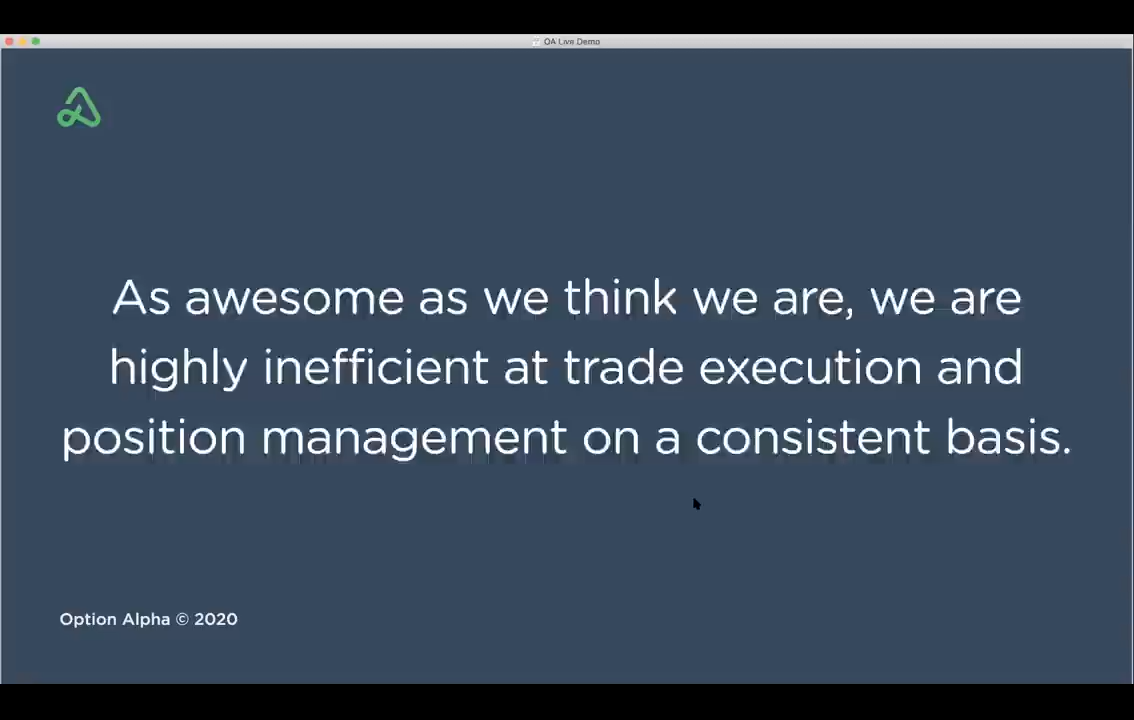 OA Live Demo
As awesome as we think we are, we are
highly inefficient at trade execution and
position management on a consistent basis.
Option Alpha © 2020